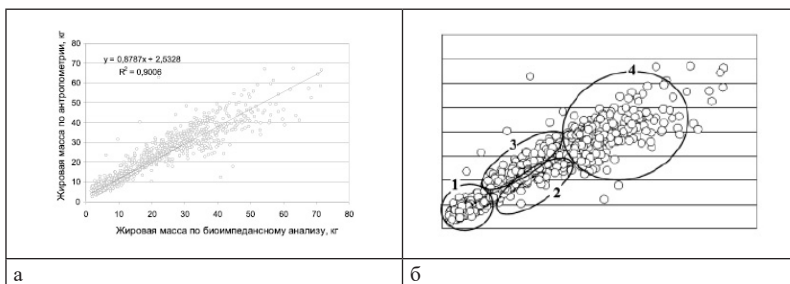 Жировая масса по антропометрии, кг
80
70
60
50
40
30
20
10
0
y = 0,8787x + 2,5328
R² = 0,9006
0 10 20 30 40 50 60 70 80
Жировая масса по биоимпедансному анализу, кг
1
2
3
4
а
б